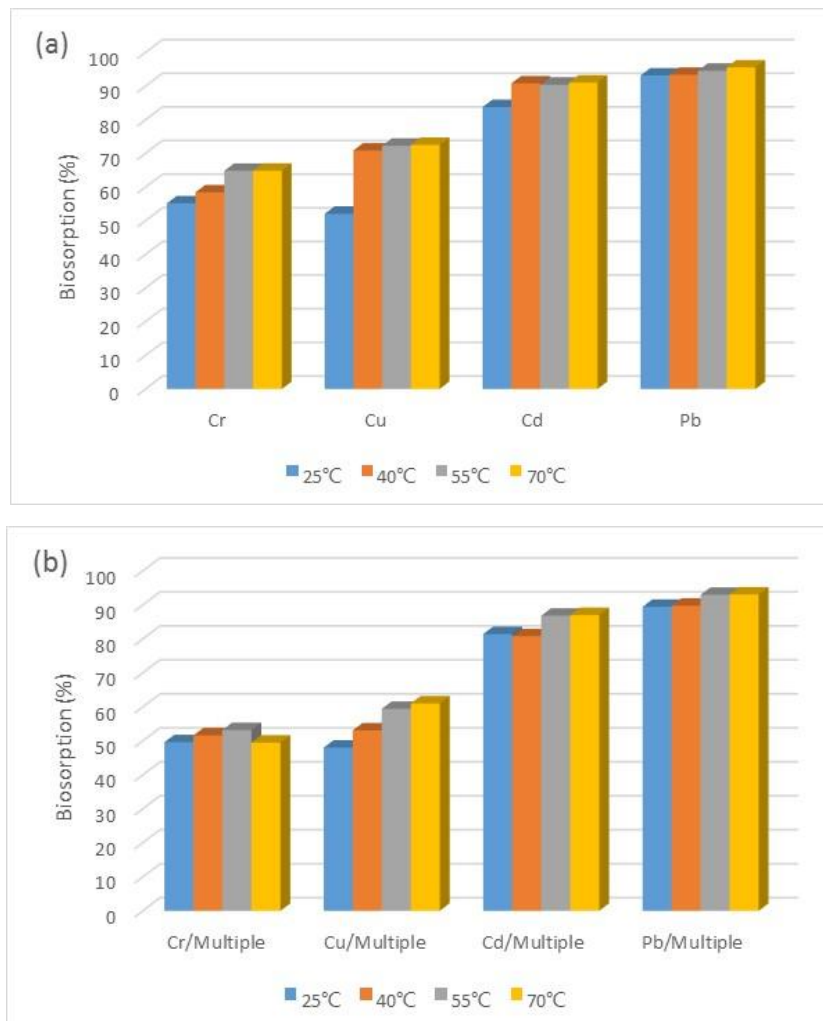 (a)
100
90
80
70
60
50
40
30
20
10
0
Biosorption (%)
Cr Cu Cd Pb
25℃ 40℃ 55℃ 70℃
(b)
100
90
80
70
60
50
40
30
20
10
0
Biosorption (%)
Cr/Multiple Cu/Multiple Cd/Multiple Pb/Multiple
25℃ 40℃ 55℃ 70℃